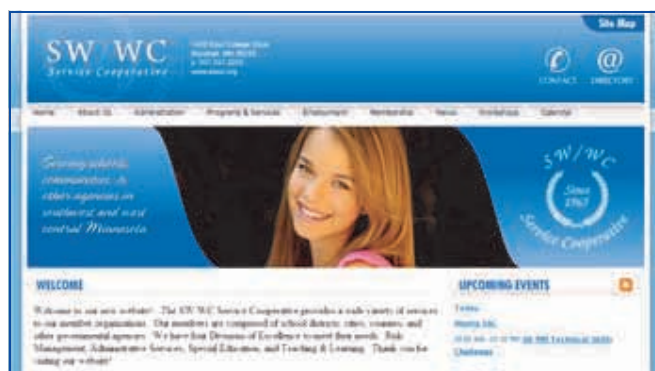 Site Map
SW/WC
Service Cooperative
CONTACT
DIRECTORY
Home About Us Administration Programs & Services Employment Membership News Workshops Calendar
Serving schools,
communities, &
other agencies in
southwest and west
central Minnesota
SW/WC
Since
1967
Service Cooperative
WELCOME
UPCOMING EVENTS
Welcome to our new website! The SW/WC Service Cooperative provides a wide variety of services
to our member organizations. Our members are composed of school districts, cities, counties, and
other governmental agencies. We have four Divisions of Excellence to meet their needs. Risk
Management, Administrative Services, Special Education, and Teaching & Learning. Thank you for
visiting our website!
Today